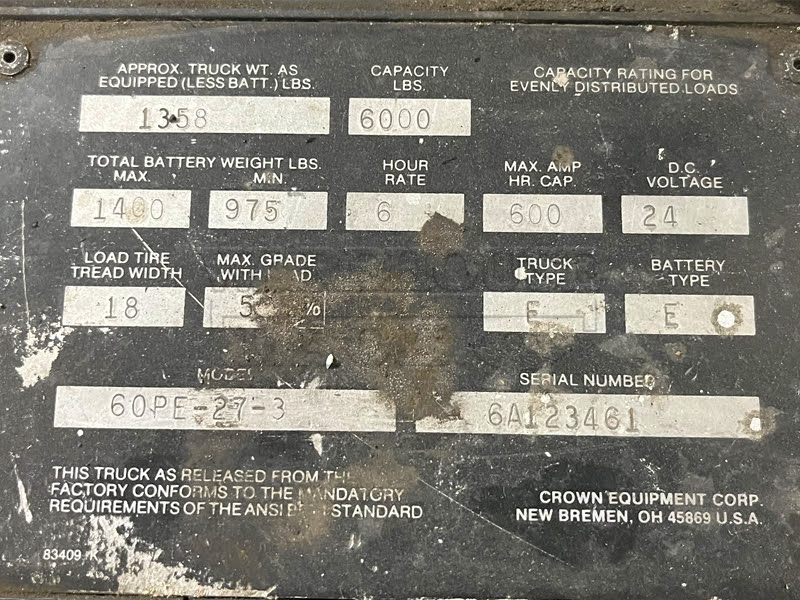 APPROX. TRUCK WT. AS
EQUIPPED (LESS BATT.) LBS.
CAPACITY
LBS.
CAPACITY RATING FOR
EVENLY DISTRIBUTED LOADS
1358
6000
TOTAL BATTERY WEIGHT LBS.
MAX.
MIN
HOUR
RATE
MAX. AMP
HR. CAP.
D.C.
VOLTAGE
1400
975
6
600
24
LOAD TIRE
TREAD WIDTH
MAX. GRADE
WITH LOAD
TRUCK
TYPE
BATTERY
TYPE
18
5 %
E
E
MODEL
SERIAL NUMBER
60PE-27-3
6A123461
THIS TRUCK AS RELEASED FROM THE
FACTORY CONFORMS TO THE MANDATORY
REQUIREMENTS OF THE ANSI STANDARD
CROWN EQUIPMENT CORP.
NEW BREMEN, OH 45869 U.S.A.
83409